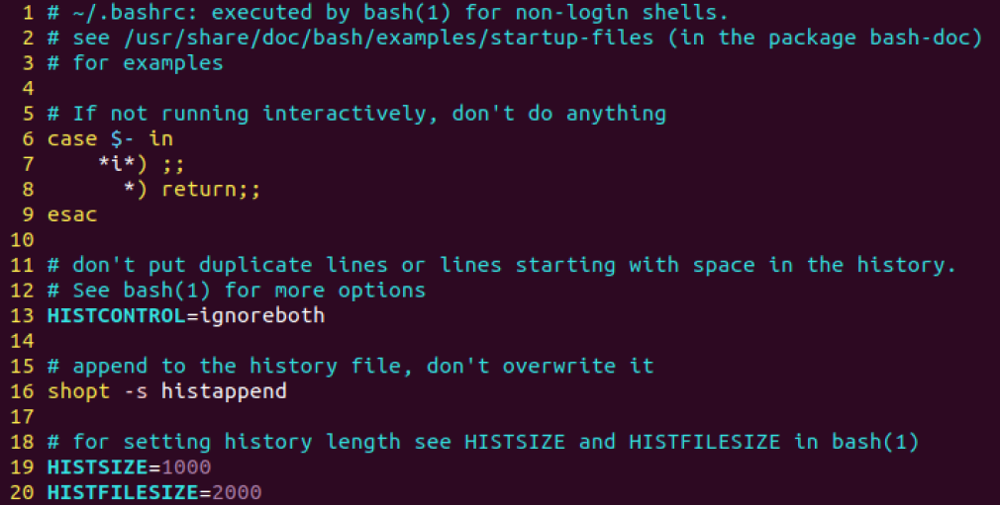 1 # ~/.bashrc: executed by bash(1) for non-login shells.
2 # see /usr/share/doc/bash/examples/startup-files (in the package bash-doc)
3 # for examples
4
5 # If not running interactively, don't do anything
6 case $- in
7     *i*) ;;
8       *) return;;
9 esac
10
11 # don't put duplicate lines or lines starting with space in the history.
12 # See bash(1) for more options
13 HISTCONTROL=ignoreboth
14
15 # append to the history file, don't overwrite it
16 shopt -s histappend
17
18 # for setting history length see HISTSIZE and HISTFILESIZE in bash(1)
19 HISTSIZE=1000
20 HISTFILESIZE=2000